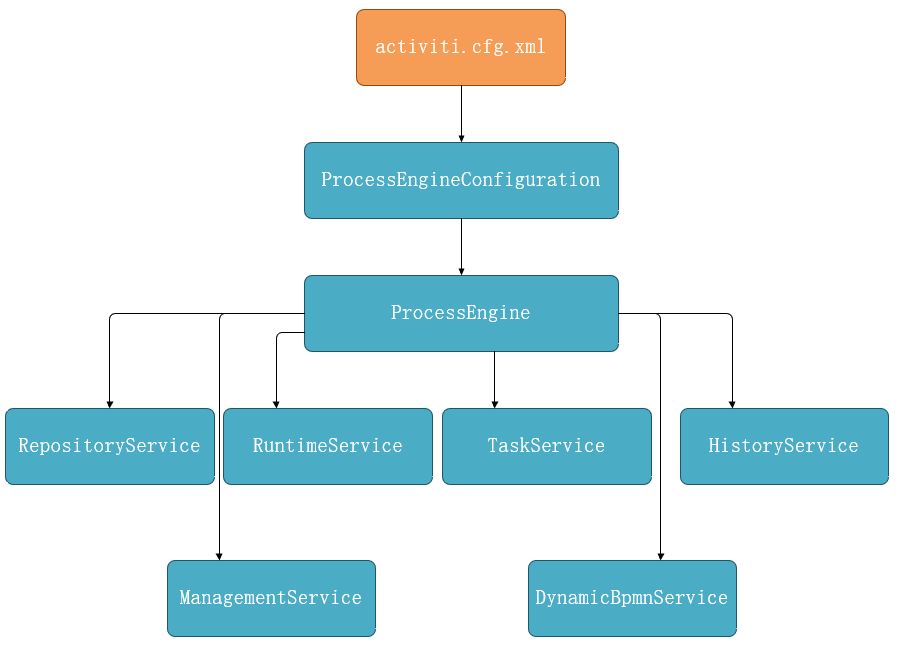 activiti.cfg.xml
ProcessEngineConfiguration
ProcessEngine
RepositoryService
RuntimeService
TaskService
HistoryService
ManagementService
DynamicBpmnService